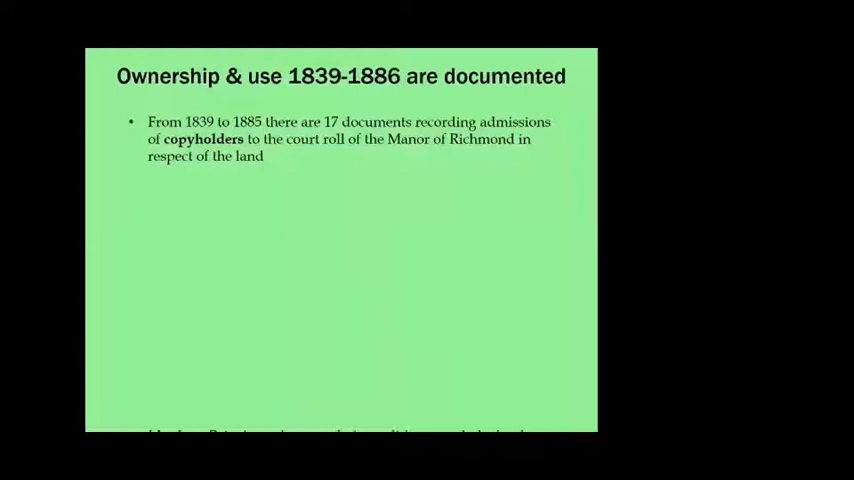 Ownership & use 1839-1886 are documented
• From 1839 to 1885 there are 17 documents recording admissions
of copyholders to the court roll of the Manor of Richmond in
respect of the land